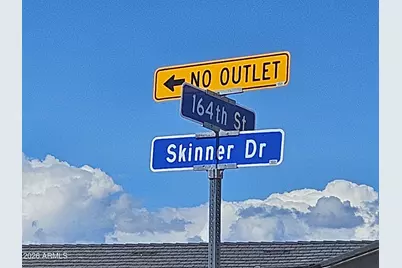 NO OUTLET
164th St
Skinner Dr
2026 © ARMLS